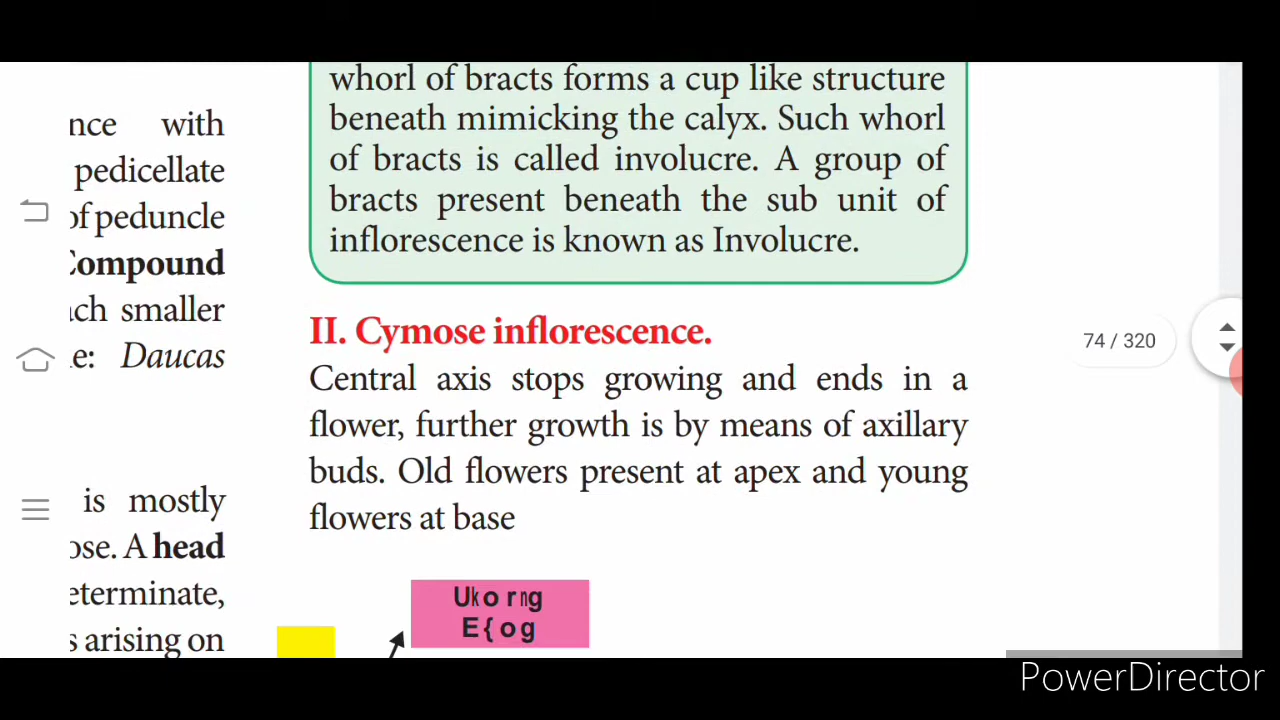 nce with
pedicellate
of peduncle
Compound
ch smaller
e: Daucas
is mostly
ose. A head
eterminate,
s arising on
whorl of bracts forms a cup like structure
beneath mimicking the calyx. Such whorl
of bracts is called involucre. A group of
bracts present beneath the sub unit of
inflorescence is known as Involucre.
II. Cymose inflorescence.
Central axis stops growing and ends in a
flower, further growth is by means of axillary
buds. Old flowers present at apex and young
flowers at base
Ukorng
E{og
74 / 320
PowerDirector